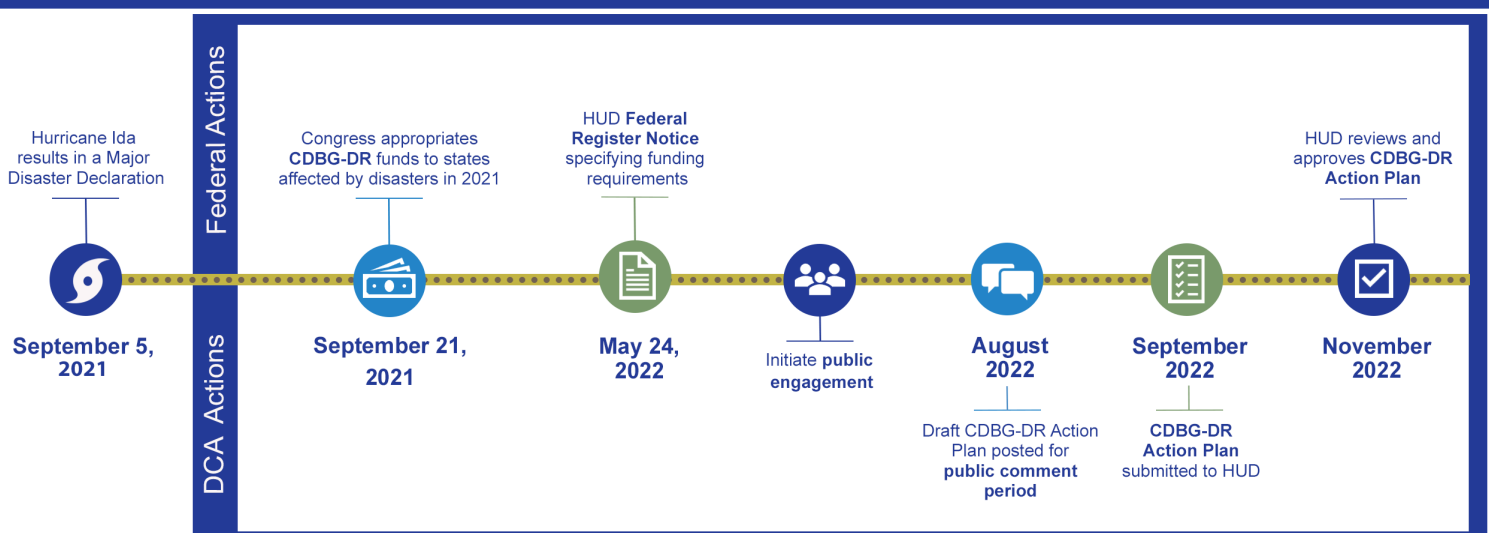 Federal Actions
DCA Actions
Hurricane Ida
results in a Major
Disaster Declaration
September 5,
2021
Congress appropriates
CDBG-DR funds to states
affected by disasters in 2021
September 21,
2021
HUD Federal
Register Notice
specifying funding
requirements
May 24,
2022
Initiate public
engagement
August
2022
Draft CDBG-DR Action
Plan posted for
public comment
period
September
2022
CDBG-DR
Action Plan
submitted to HUD
HUD reviews and
approves CDBG-DR
Action Plan
November
2022